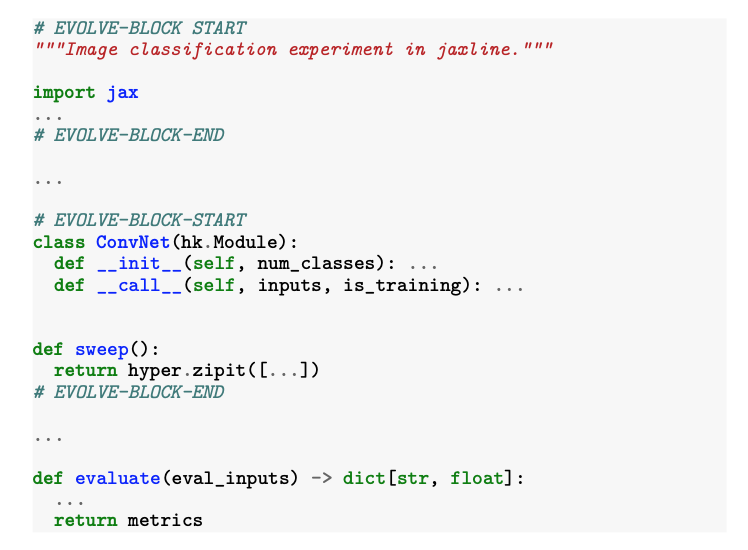 # EVOLVE-BLOCK START
"""Image classification experiment in jaxline."""
import jax
...
# EVOLVE-BLOCK-END
...
# EVOLVE-BLOCK-START
class ConvNet(hk.Module):
  def __init__(self, num_classes): ...
  def __call__(self, inputs, is_training): ...
def sweep():
  return hyper.zipit([...])
# EVOLVE-BLOCK-END
...
def evaluate(eval_inputs) -> dict[str, float]:
  ...
  return metrics